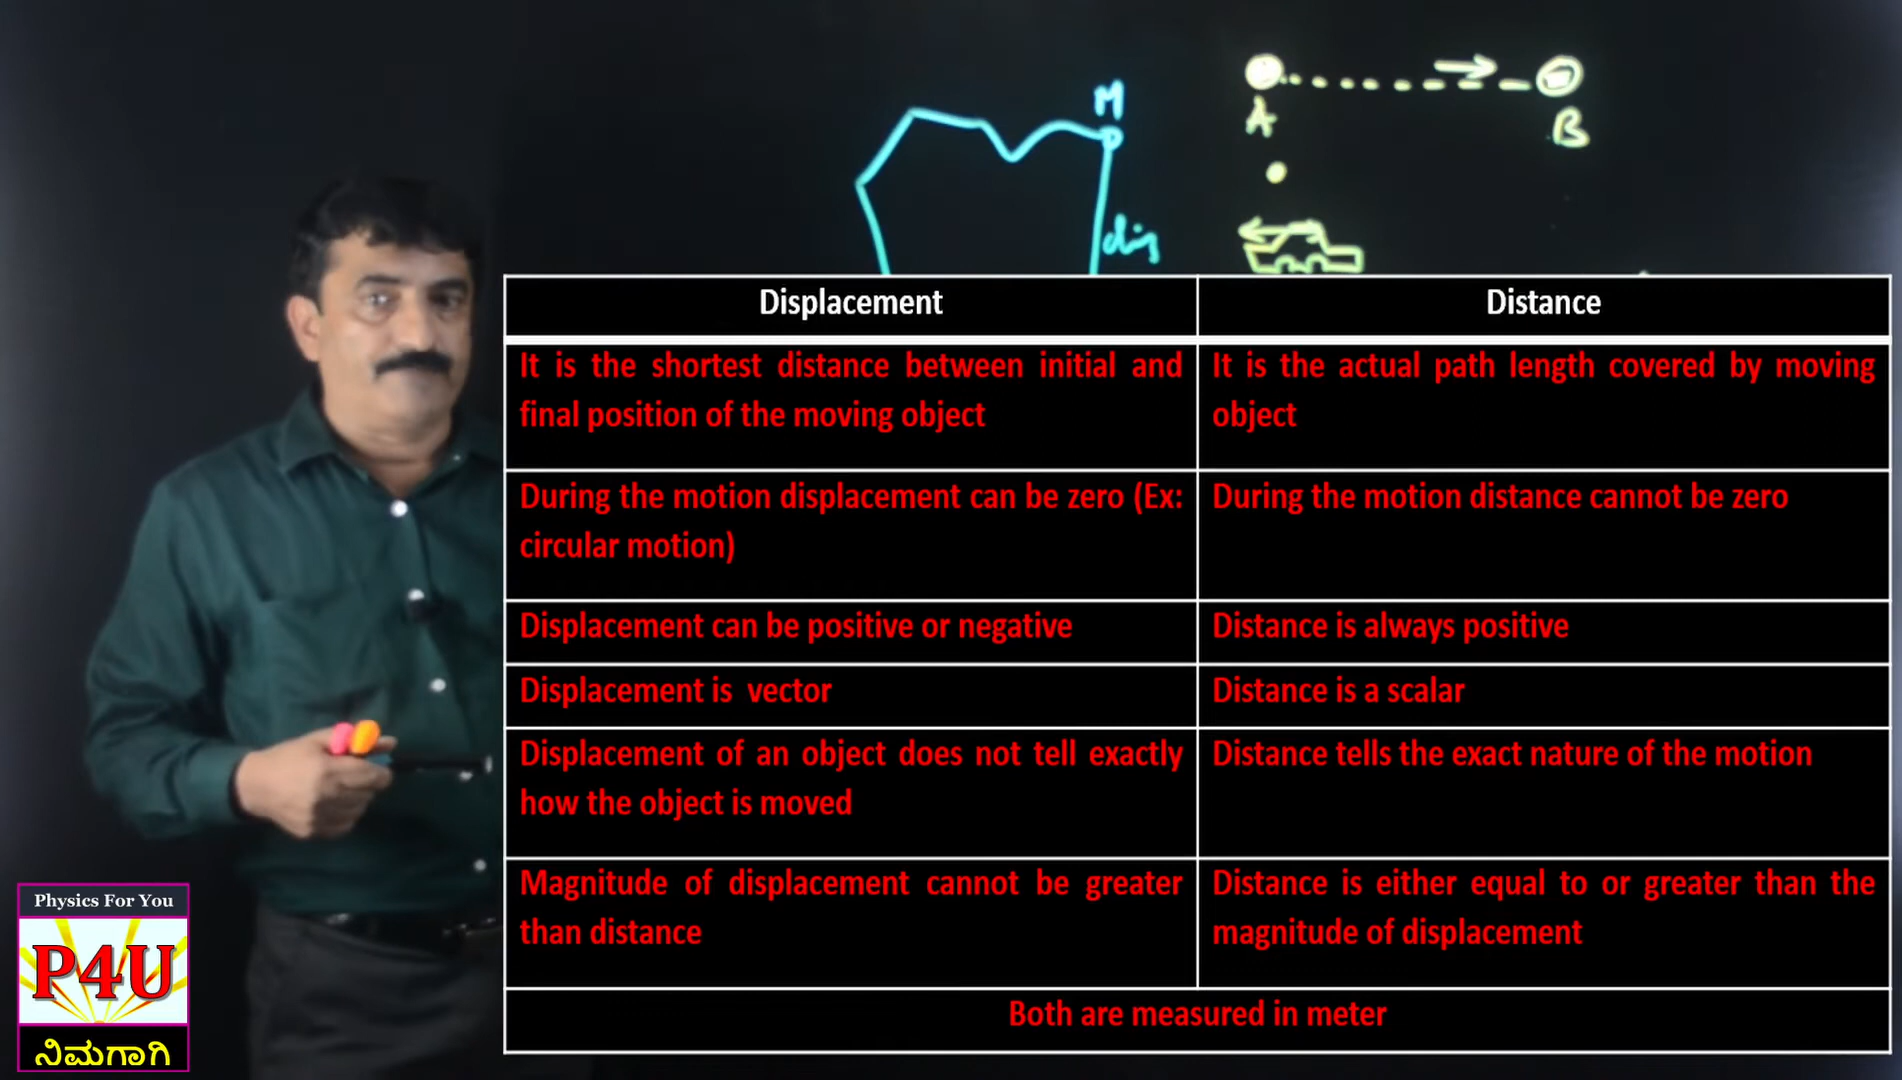 M
A
B
dis
Displacement
Distance
It is the shortest distance between initial and
final position of the moving object
It is the actual path length covered by moving
object
During the motion displacement can be zero (Ex:
circular motion)
During the motion distance cannot be zero
Displacement can be positive or negative
Distance is always positive
Displacement is vector
Distance is a scalar
Displacement of an object does not tell exactly
how the object is moved
Distance tells the exact nature of the motion
Magnitude of displacement cannot be greater
than distance
Distance is either equal to or greater than the
magnitude of displacement
Both are measured in meter
Physics For You
P4U
ನಿಮಗಾಗಿ